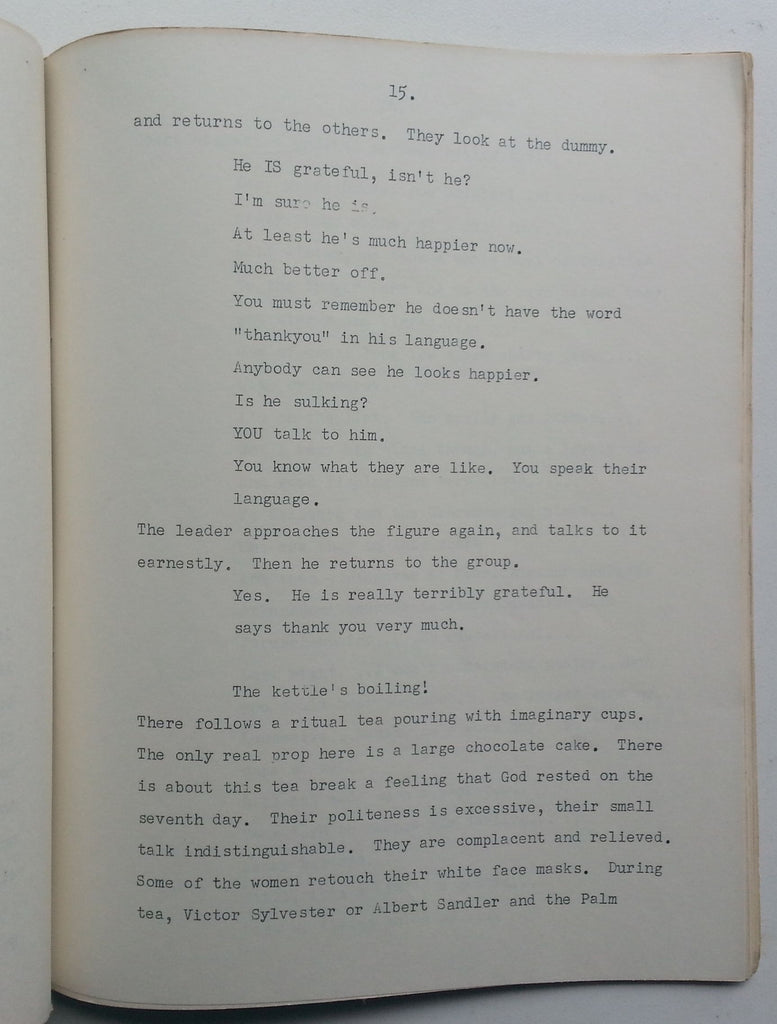 15.
and returns to the others. They look at the dummy.
He IS grateful, isn't he?
I'm sure he is.
At least he's much happier now.
Much better off.
You must remember he doesn't have the word
"thankyou" in his language.
Anybody can see he looks happier.
Is he sulking?
YOU talk to him.
You know what they are like. You speak their
language.
The leader approaches the figure again, and talks to it
earnestly. Then he returns to the group.
Yes. He is really terribly grateful. He
says thank you very much.
The kettle's boiling!
There follows a ritual tea pouring with imaginary cups.
The only real prop here is a large chocolate cake. There
is about this tea break a feeling that God rested on the
seventh day. Their politeness is excessive, their small
talk indistinguishable. They are complacent and relieved.
Some of the women retouch their white face masks. During
tea, Victor Sylvester or Albert Sandler and the Palm